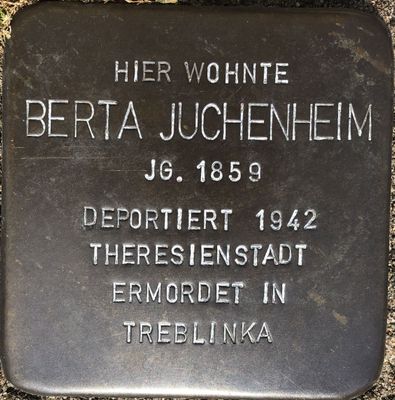 HIER WOHNTE
BERTA JUCHENHEIM
JG. 1859
DEPORTIERT 1942
THERESIENSTADT
ERMORDET IN
TREBLINKA